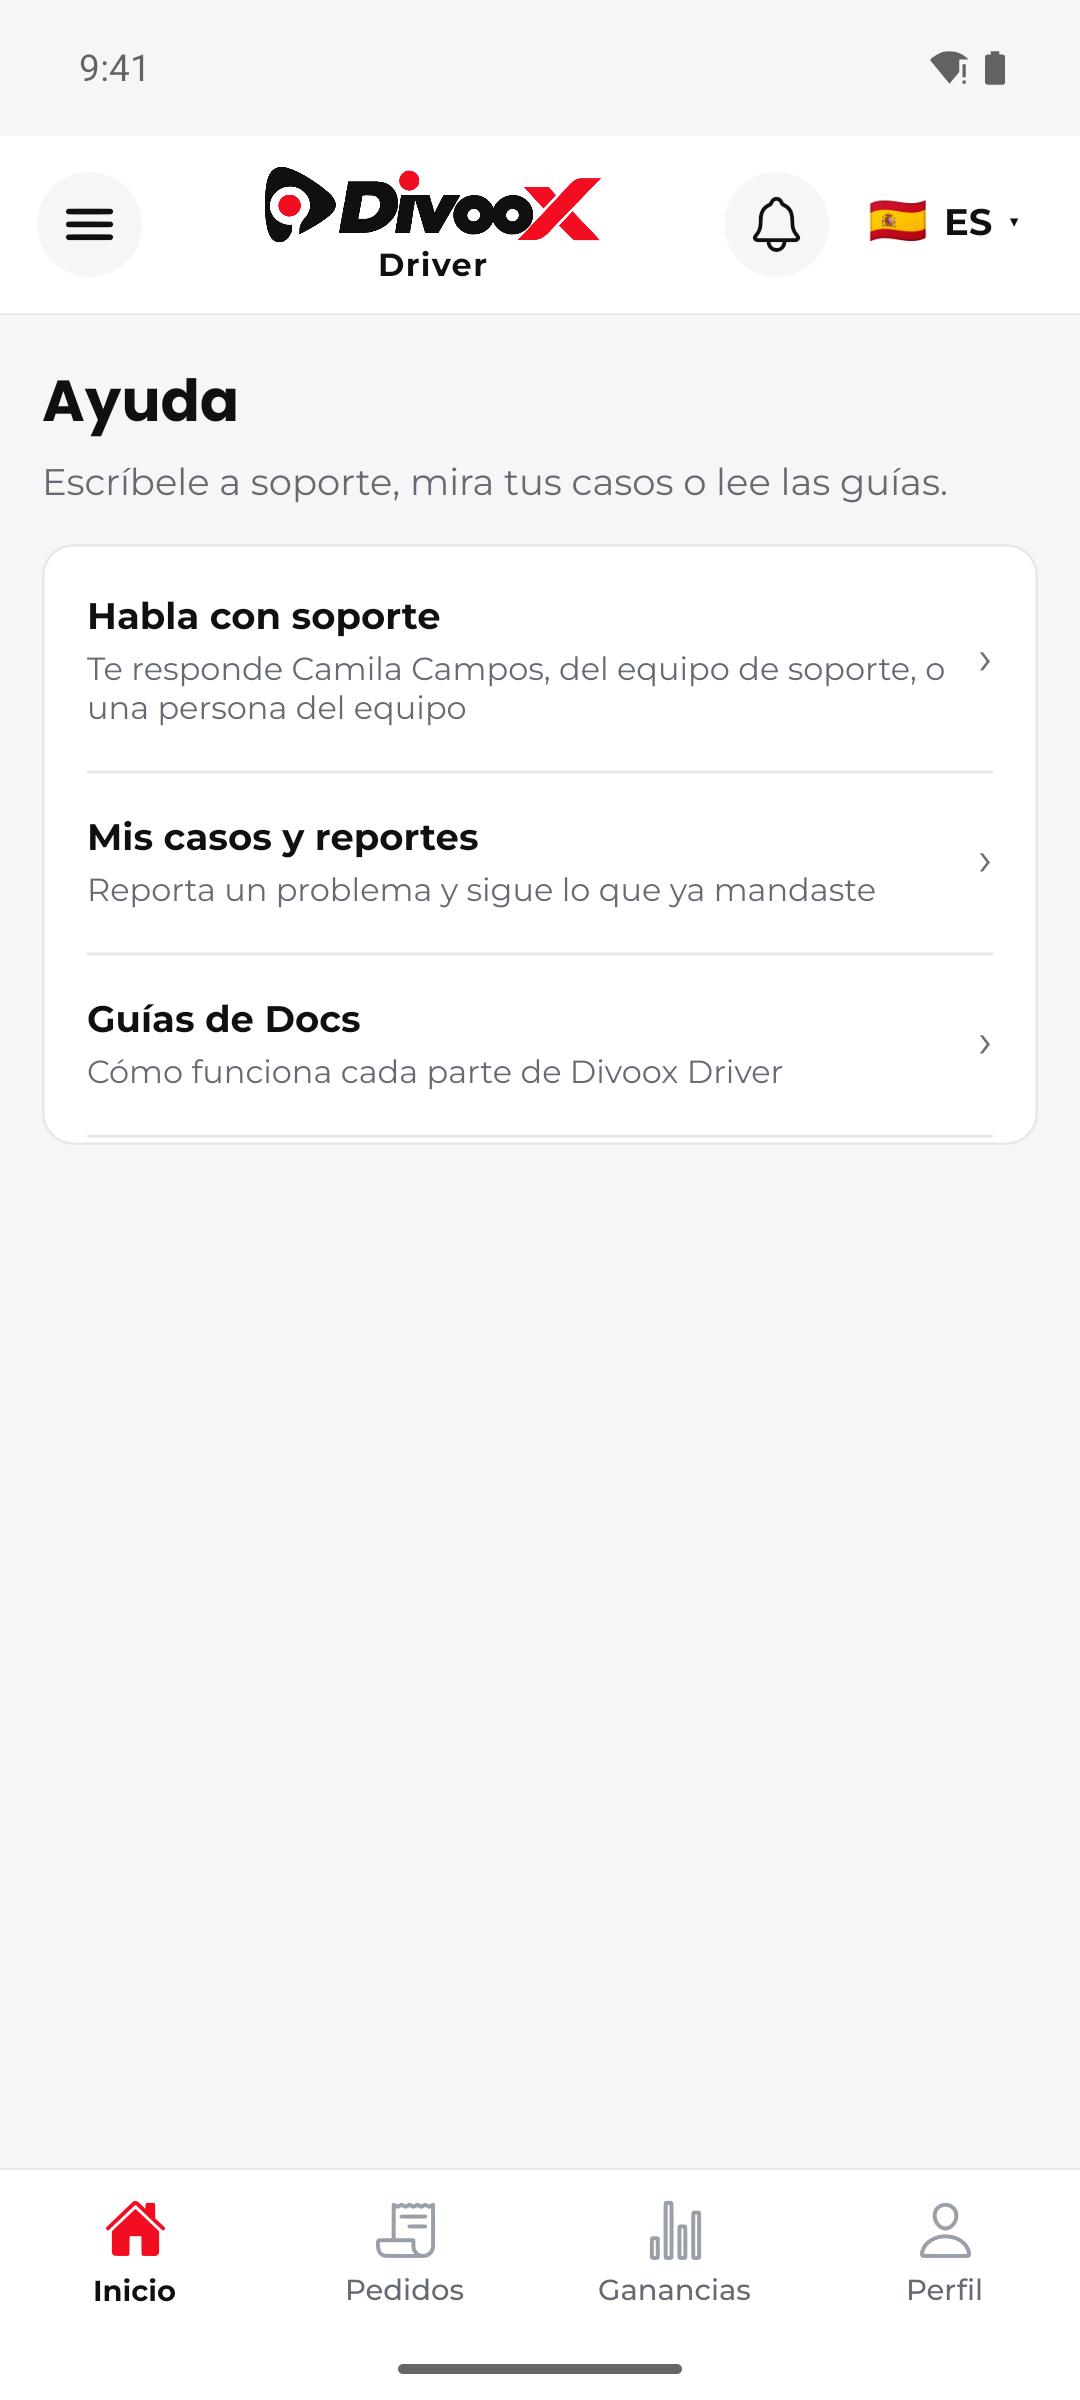 9:41
DivooX
Driver
ES
Ayuda
Escríbele a soporte, mira tus casos o lee las guías.
Habla con soporte
Te responde Camila Campos, del equipo de soporte, o
una persona del equipo
Mis casos y reportes
Reporta un problema y sigue lo que ya mandaste
Guías de Docs
Cómo funciona cada parte de Divoox Driver
Inicio
Pedidos
Ganancias
Perfil